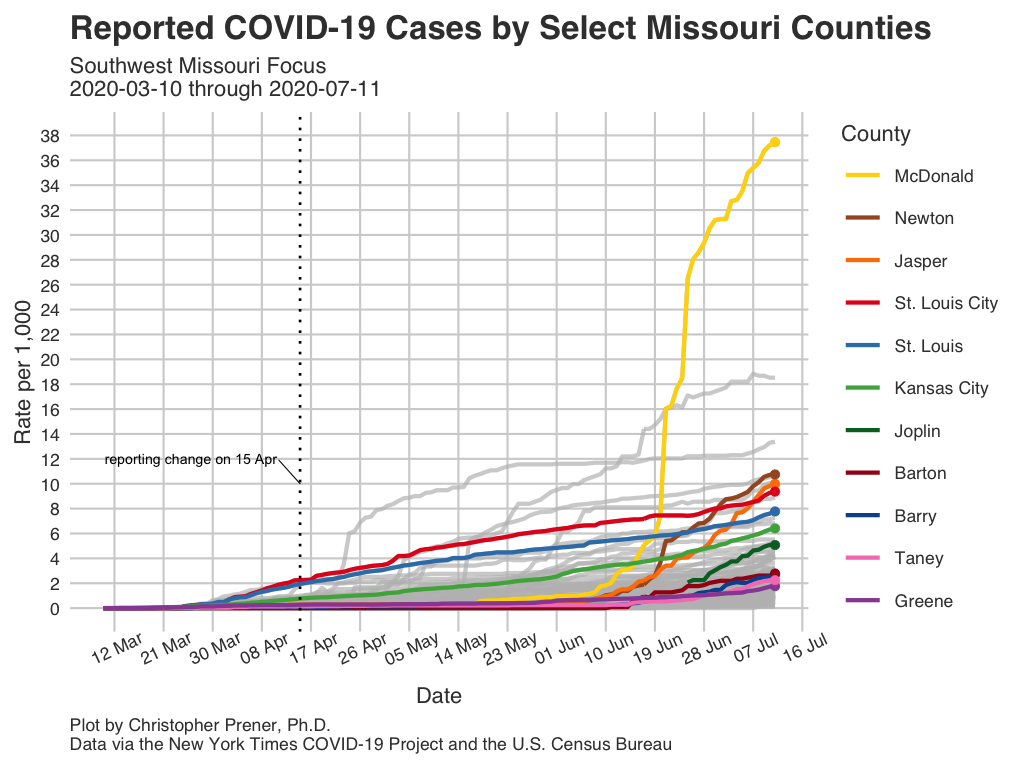 Reported COVID-19 Cases by Select Missouri Counties
Southwest Missouri Focus
2020-03-10 through 2020-07-11
Rate per 1,000
38
36
34
32
30
28
26
24
22
20
18
16
14
12
10
8
6
4
2
0
reporting change on 15 Apr
12 Mar
21 Mar
30 Mar
08 Apr
17 Apr
26 Apr
05 May
14 May
23 May
01 Jun
10 Jun
19 Jun
28 Jun
07 Jul
16 Jul
Date
County
McDonald
Newton
Jasper
St. Louis City
St. Louis
Kansas City
Joplin
Barton
Barry
Taney
Greene
Plot by Christopher Prener, Ph.D.
Data via the New York Times COVID-19 Project and the U.S. Census Bureau